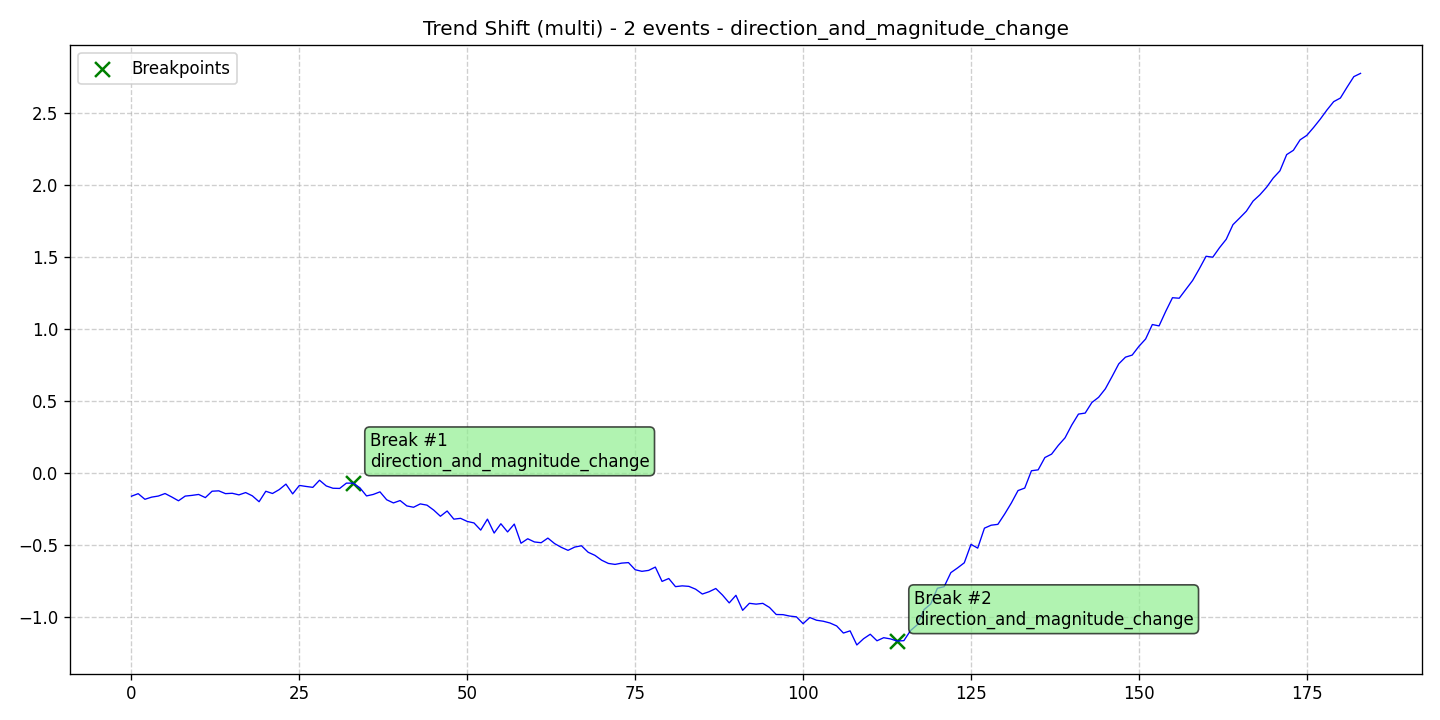 Trend Shift (multi) - 2 events - direction_and_magnitude_change
Breakpoints
2.5
2.0
1.5
1.0
0.5
0.0
−0.5
−1.0
Break #1
direction_and_magnitude_change
Break #2
direction_and_magnitude_change
0 25 50 75 100 125 150 175